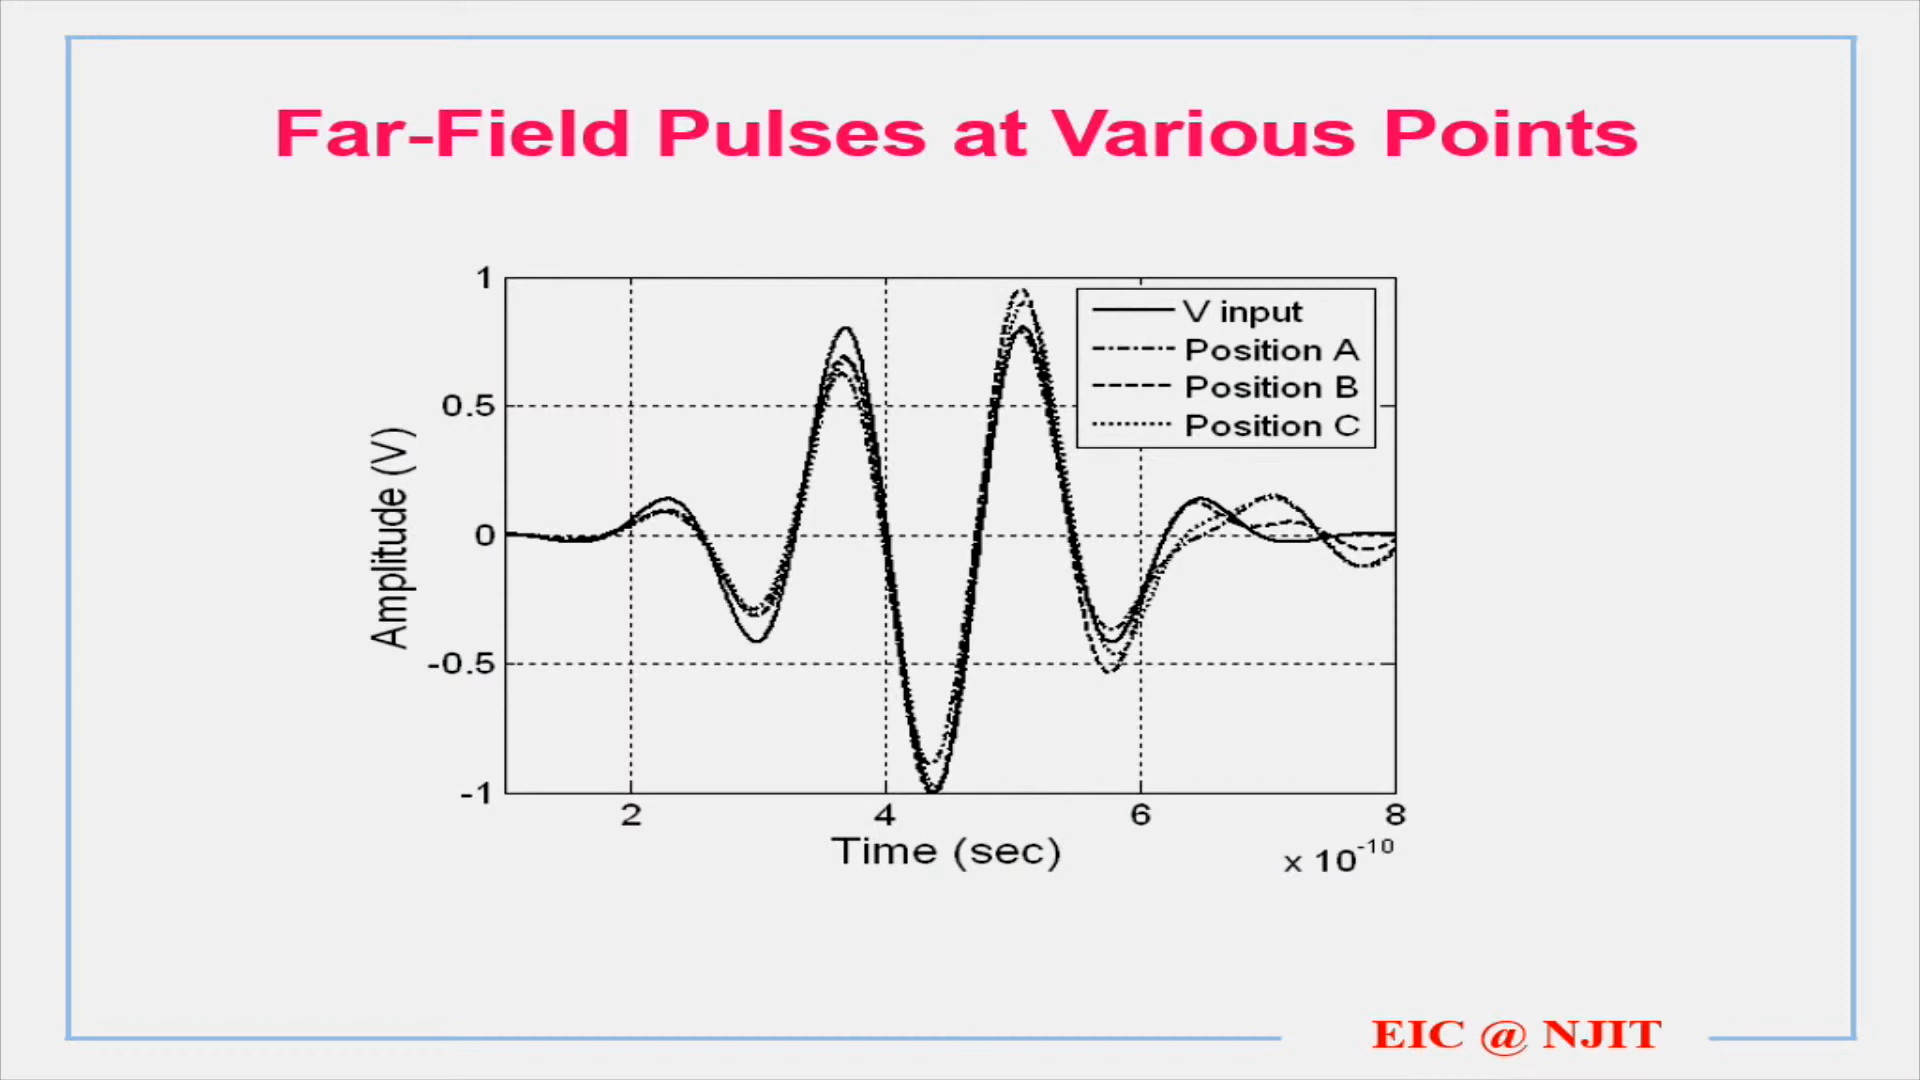 Far-Field Pulses at Various Points
1
V input
Position A
Position B
Position C
0.5
0
-0.5
-1
Amplitude (V)
2 4 6 8
Time (sec)
x 10-10
EIC @ NJIT